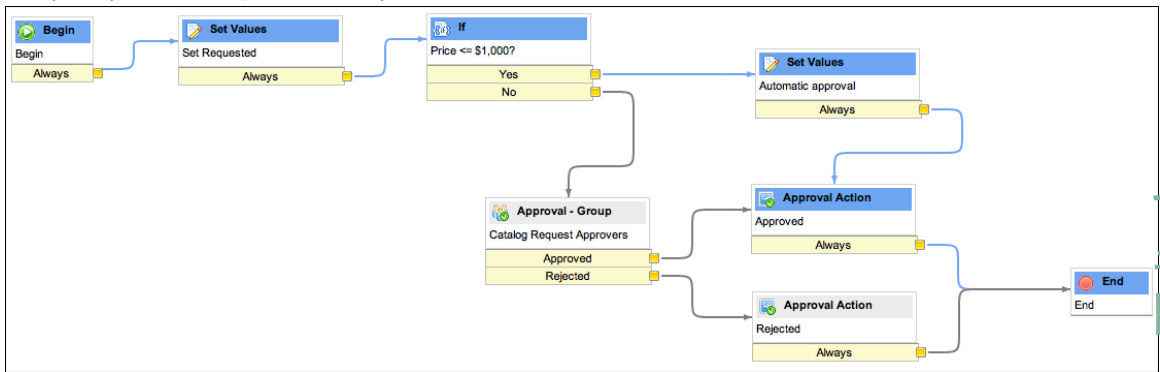 Begin
Begin
Always
Set Values
Set Requested
Always
If
Price <= $1,000?
Yes
No
Set Values
Automatic approval
Always
Approval - Group
Catalog Request Approvers
Approved
Rejected
Approval Action
Approved
Always
Approval Action
Rejected
Always
End
End